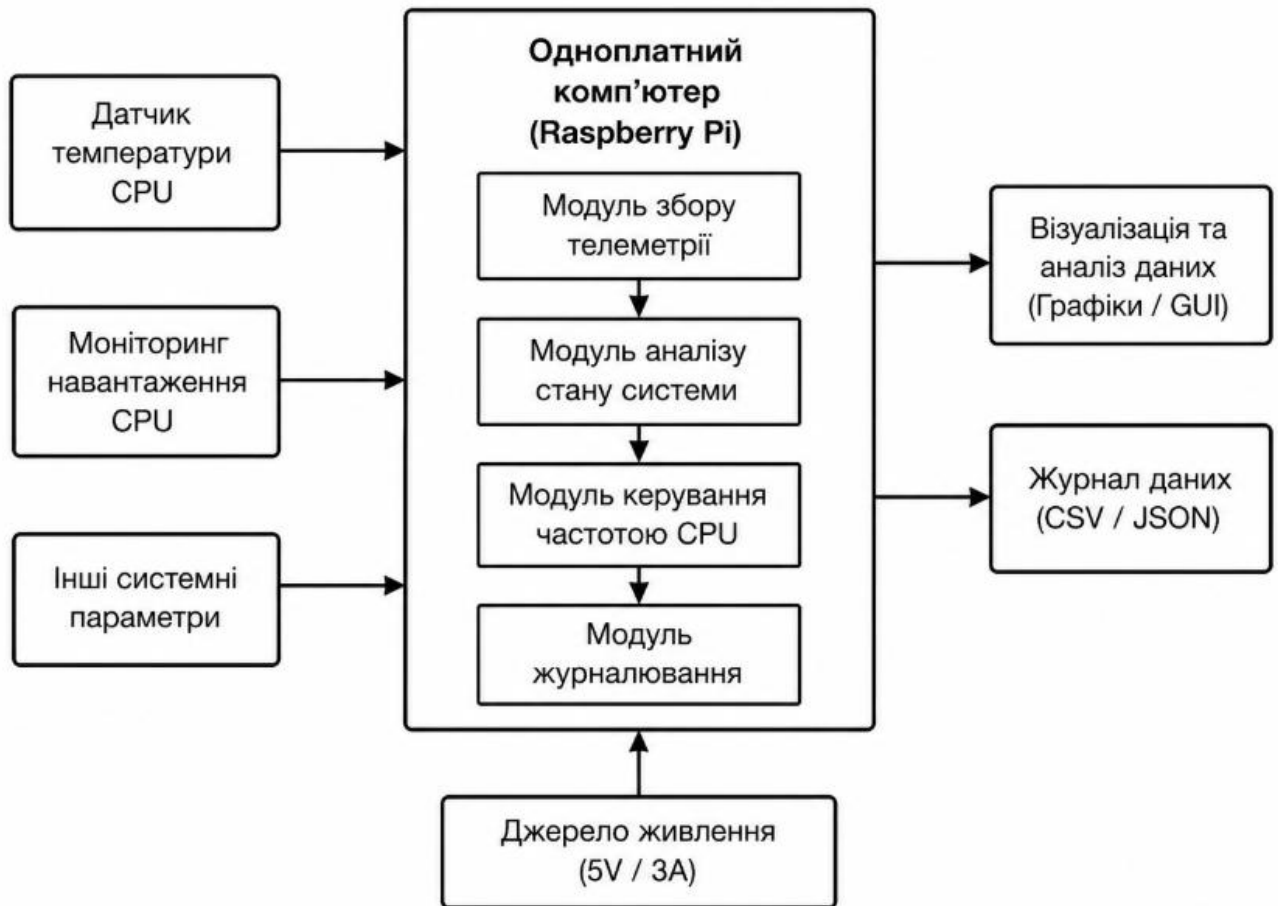 Одноплатний
комп’ютер
(Raspberry Pi)
Датчик
температури
CPU
Моніторинг
навантаження
CPU
Інші системні
параметри
Модуль збору
телеметрії
Модуль аналізу
стану системи
Модуль керування
частотою CPU
Модуль
журналювання
Візуалізація та
аналіз даних
(Графіки / GUI)
Журнал даних
(CSV / JSON)
Джерело живлення
(5V / 3A)